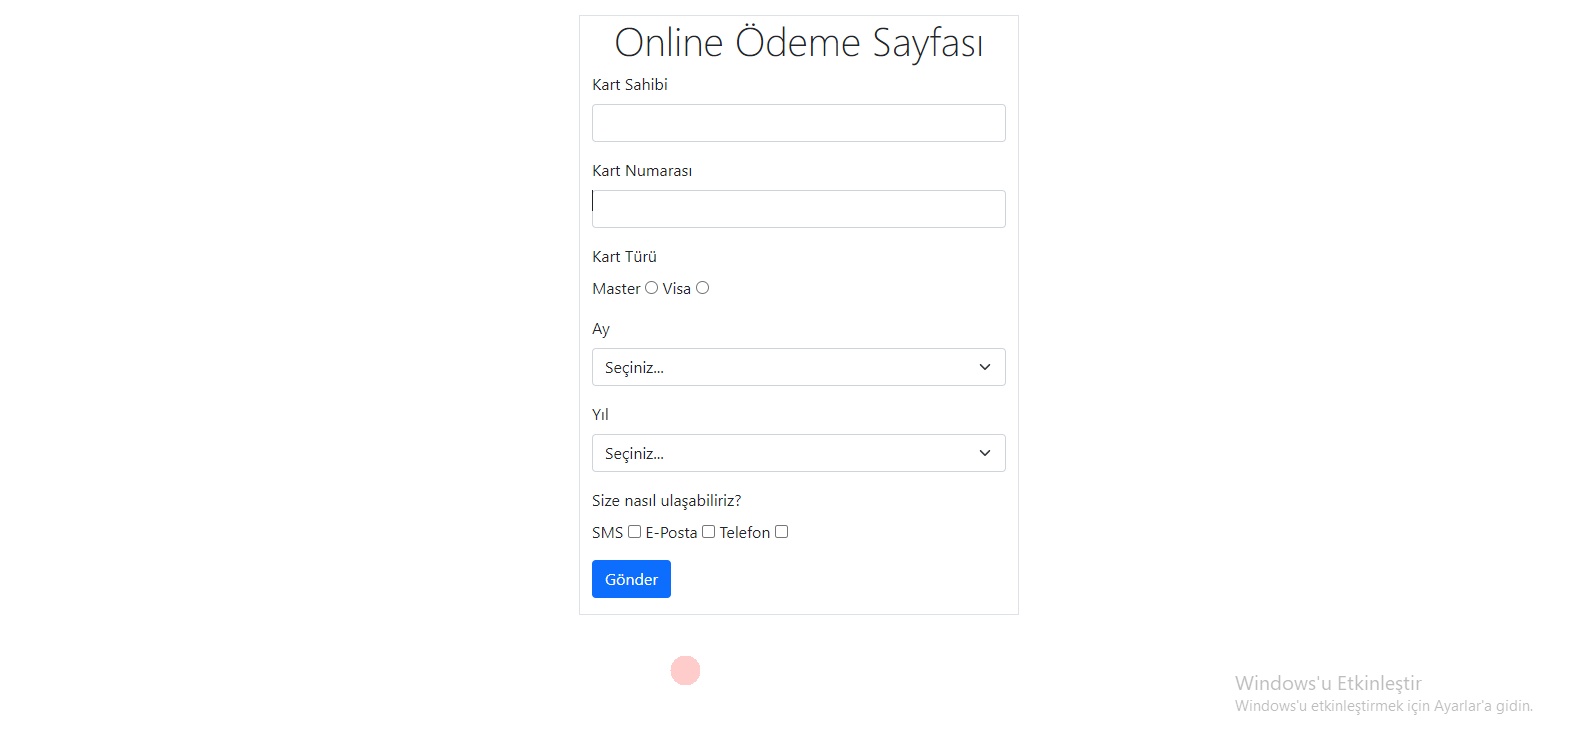 Online Ödeme Sayfası
Kart Sahibi
Kart Numarası
Kart Türü
Master Visa
Ay
Seçiniz...
Yıl
Seçiniz...
Size nasıl ulaşabiliriz?
SMS E-Posta Telefon
Gönder
Windows'u Etkinleştir
Windows'u etkinleştirmek için Ayarlar'a gidin.